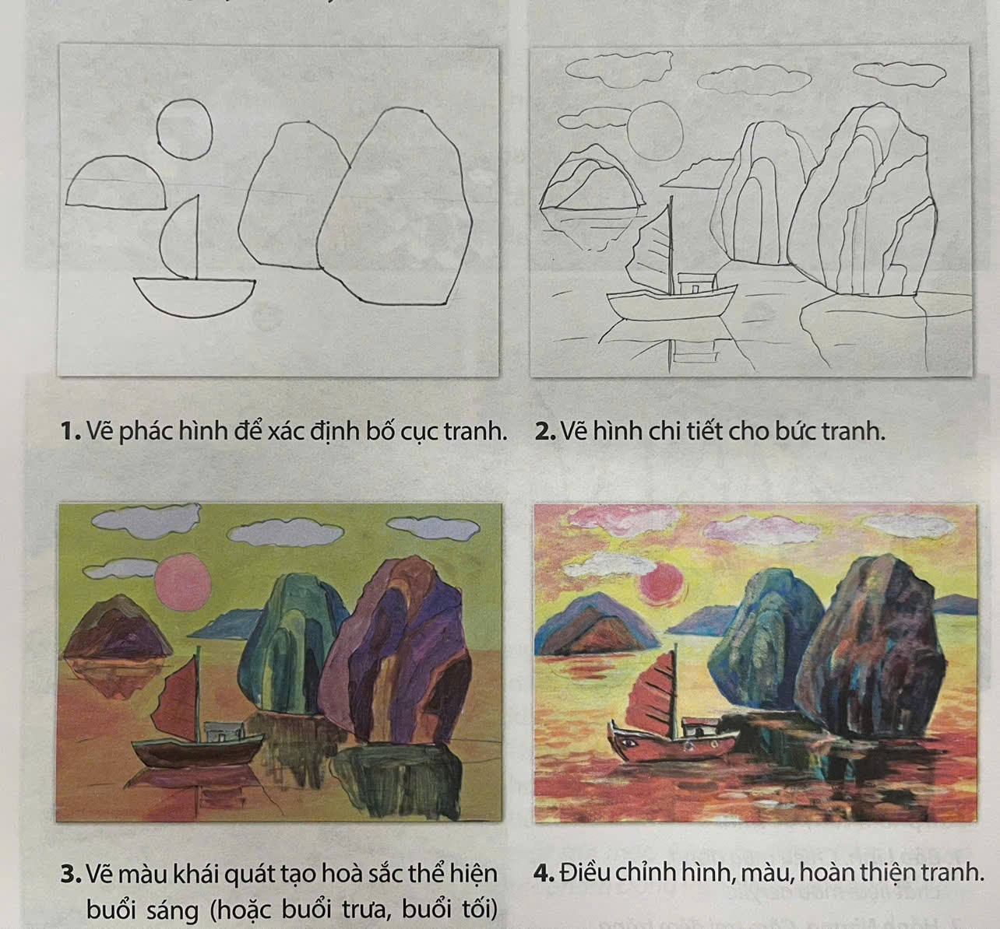 1. Vẽ phác hình để xác định bố cục tranh.
2. Vẽ hình chi tiết cho bức tranh.
3. Vẽ màu khái quát tạo hoà sắc thể hiện
buổi sáng (hoặc buổi trưa, buổi tối)
4. Điều chỉnh hình, màu, hoàn thiện tranh.